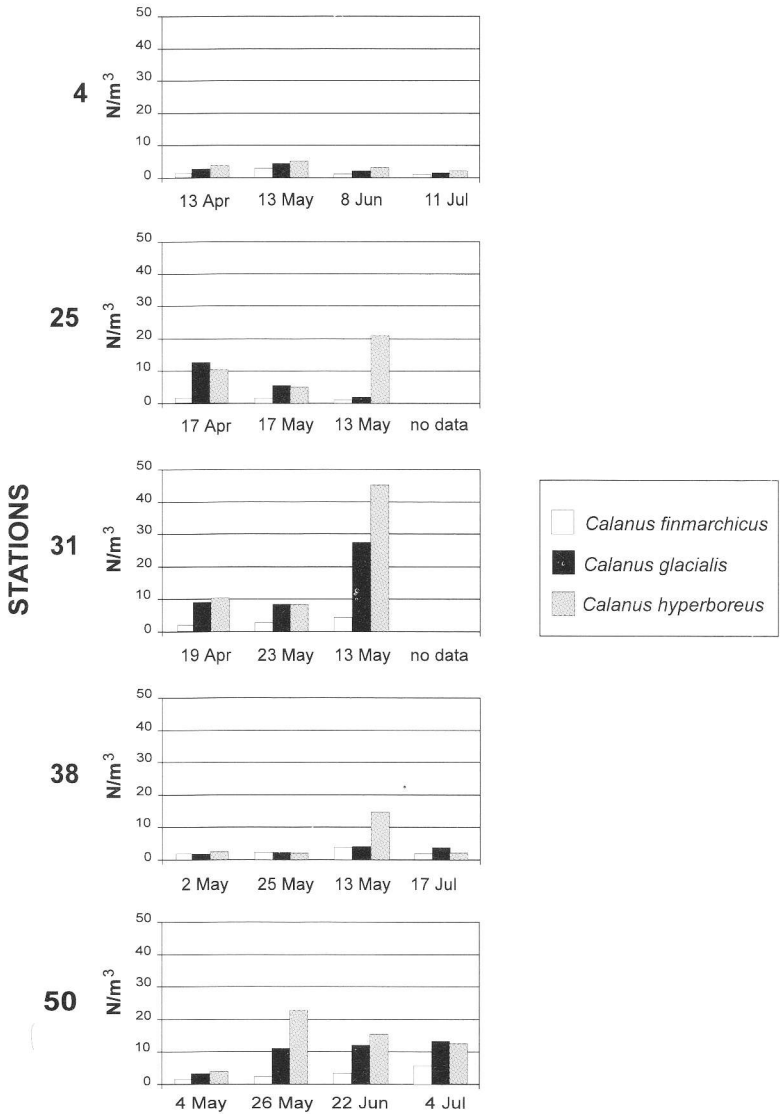 STATIONS
4
N/m³
50
40
30
20
10
0
13 Apr 13 May 8 Jun 11 Jul
25
N/m³
50
40
30
20
10
0
17 Apr 17 May 13 May no data
31
N/m³
50
40
30
20
10
0
19 Apr 23 May 13 May no data
38
N/m³
50
40
30
20
10
0
2 May 25 May 13 May 17 Jul
50
N/m³
50
40
30
20
10
0
4 May 26 May 22 Jun 4 Jul
Calanus finmarchicus
Calanus glacialis
Calanus hyperboreus